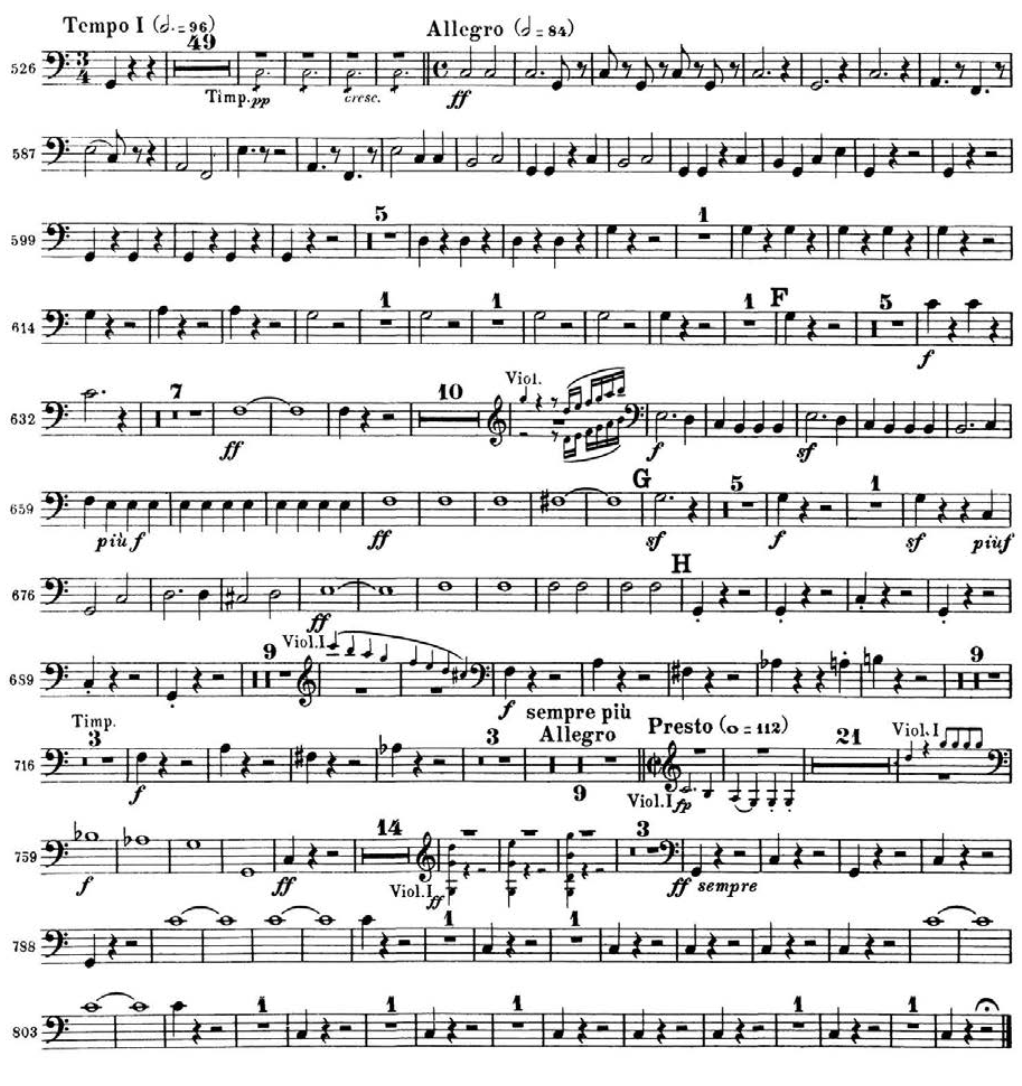 Tempo I (𝅗𝅥. = 96) Allegro (𝅗𝅥 = 84)
49
526
3
4
Timp. pp cresc. ff
587
5 1
599
1 1 1 F 5
614
f
7 10 Viol.
632
ff f sf
G 5 1
659
più f ff sf f sf più f
H
676
ff
9 Viol. I 9
689
f sempre più
Timp. Allegro Presto (𝅝 = 112)
3 3 21 Viol. I
716
f 9 Viol. I fp
14 3
759
f ff Viol. I ff ff sempre
1 1
788
1 1 1 1 1
803